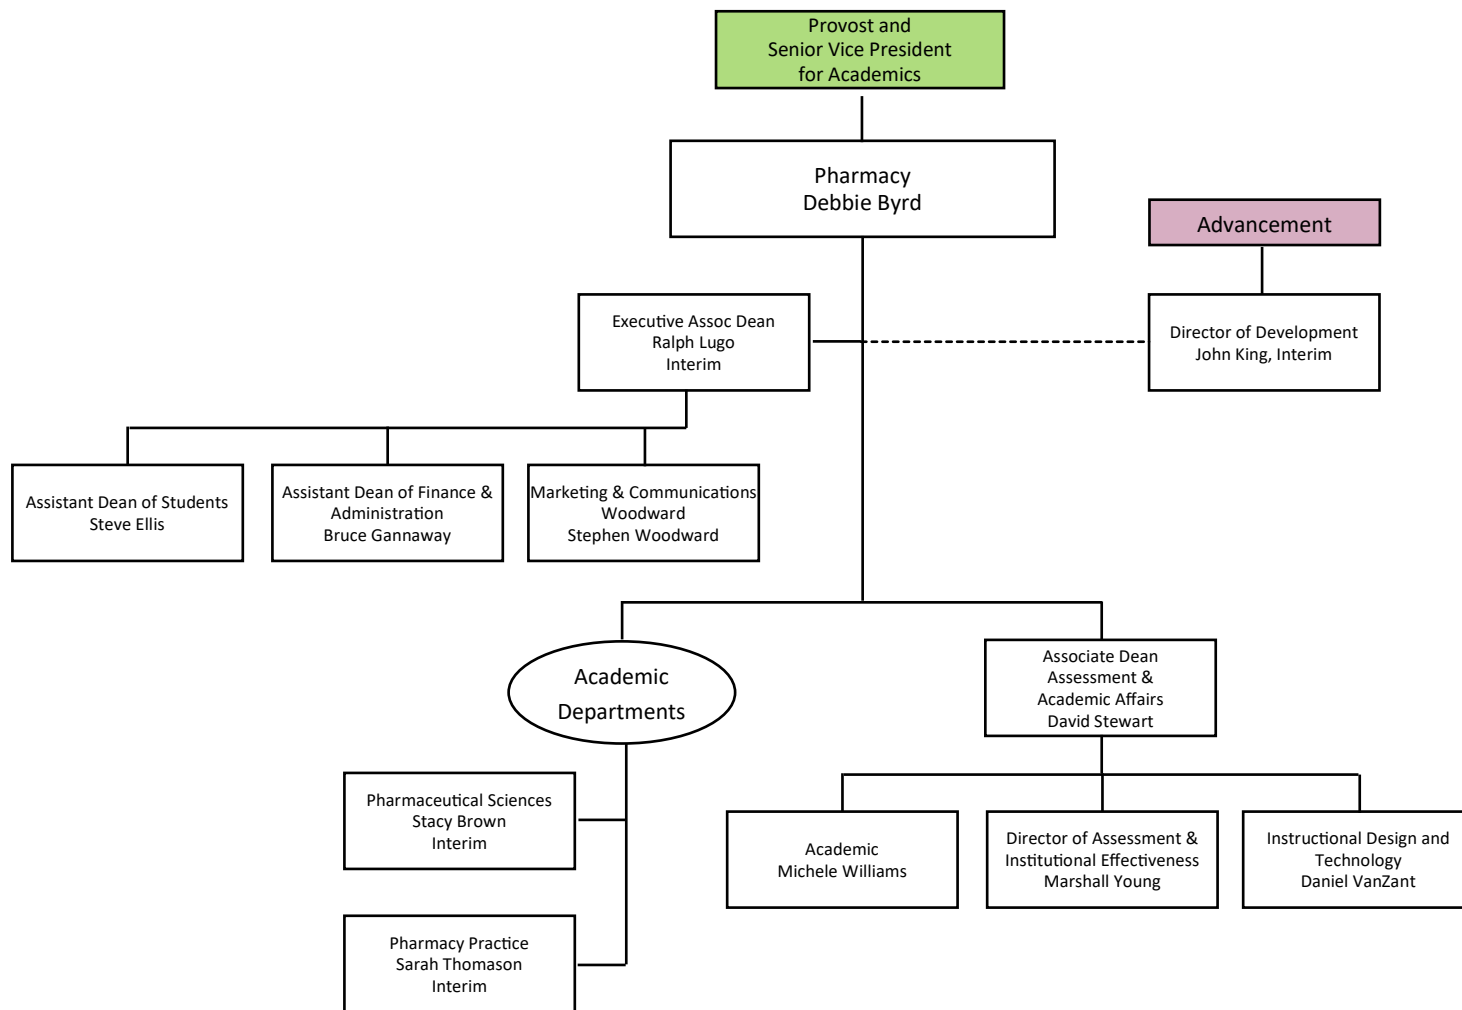 Provost and
Senior Vice President
for Academics
Pharmacy
Debbie Byrd
Advancement
Executive Assoc Dean
Ralph Lugo
Interim
Director of Development
John King, Interim
Assistant Dean of Students
Steve Ellis
Assistant Dean of Finance &
Administration
Bruce Gannaway
Marketing & Communications
Woodward
Stephen Woodward
Academic
Departments
Associate Dean
Assessment &
Academic Affairs
David Stewart
Pharmaceutical Sciences
Stacy Brown
Interim
Academic
Michele Williams
Director of Assessment &
Institutional Effectiveness
Marshall Young
Instructional Design and
Technology
Daniel VanZant
Pharmacy Practice
Sarah Thomason
Interim